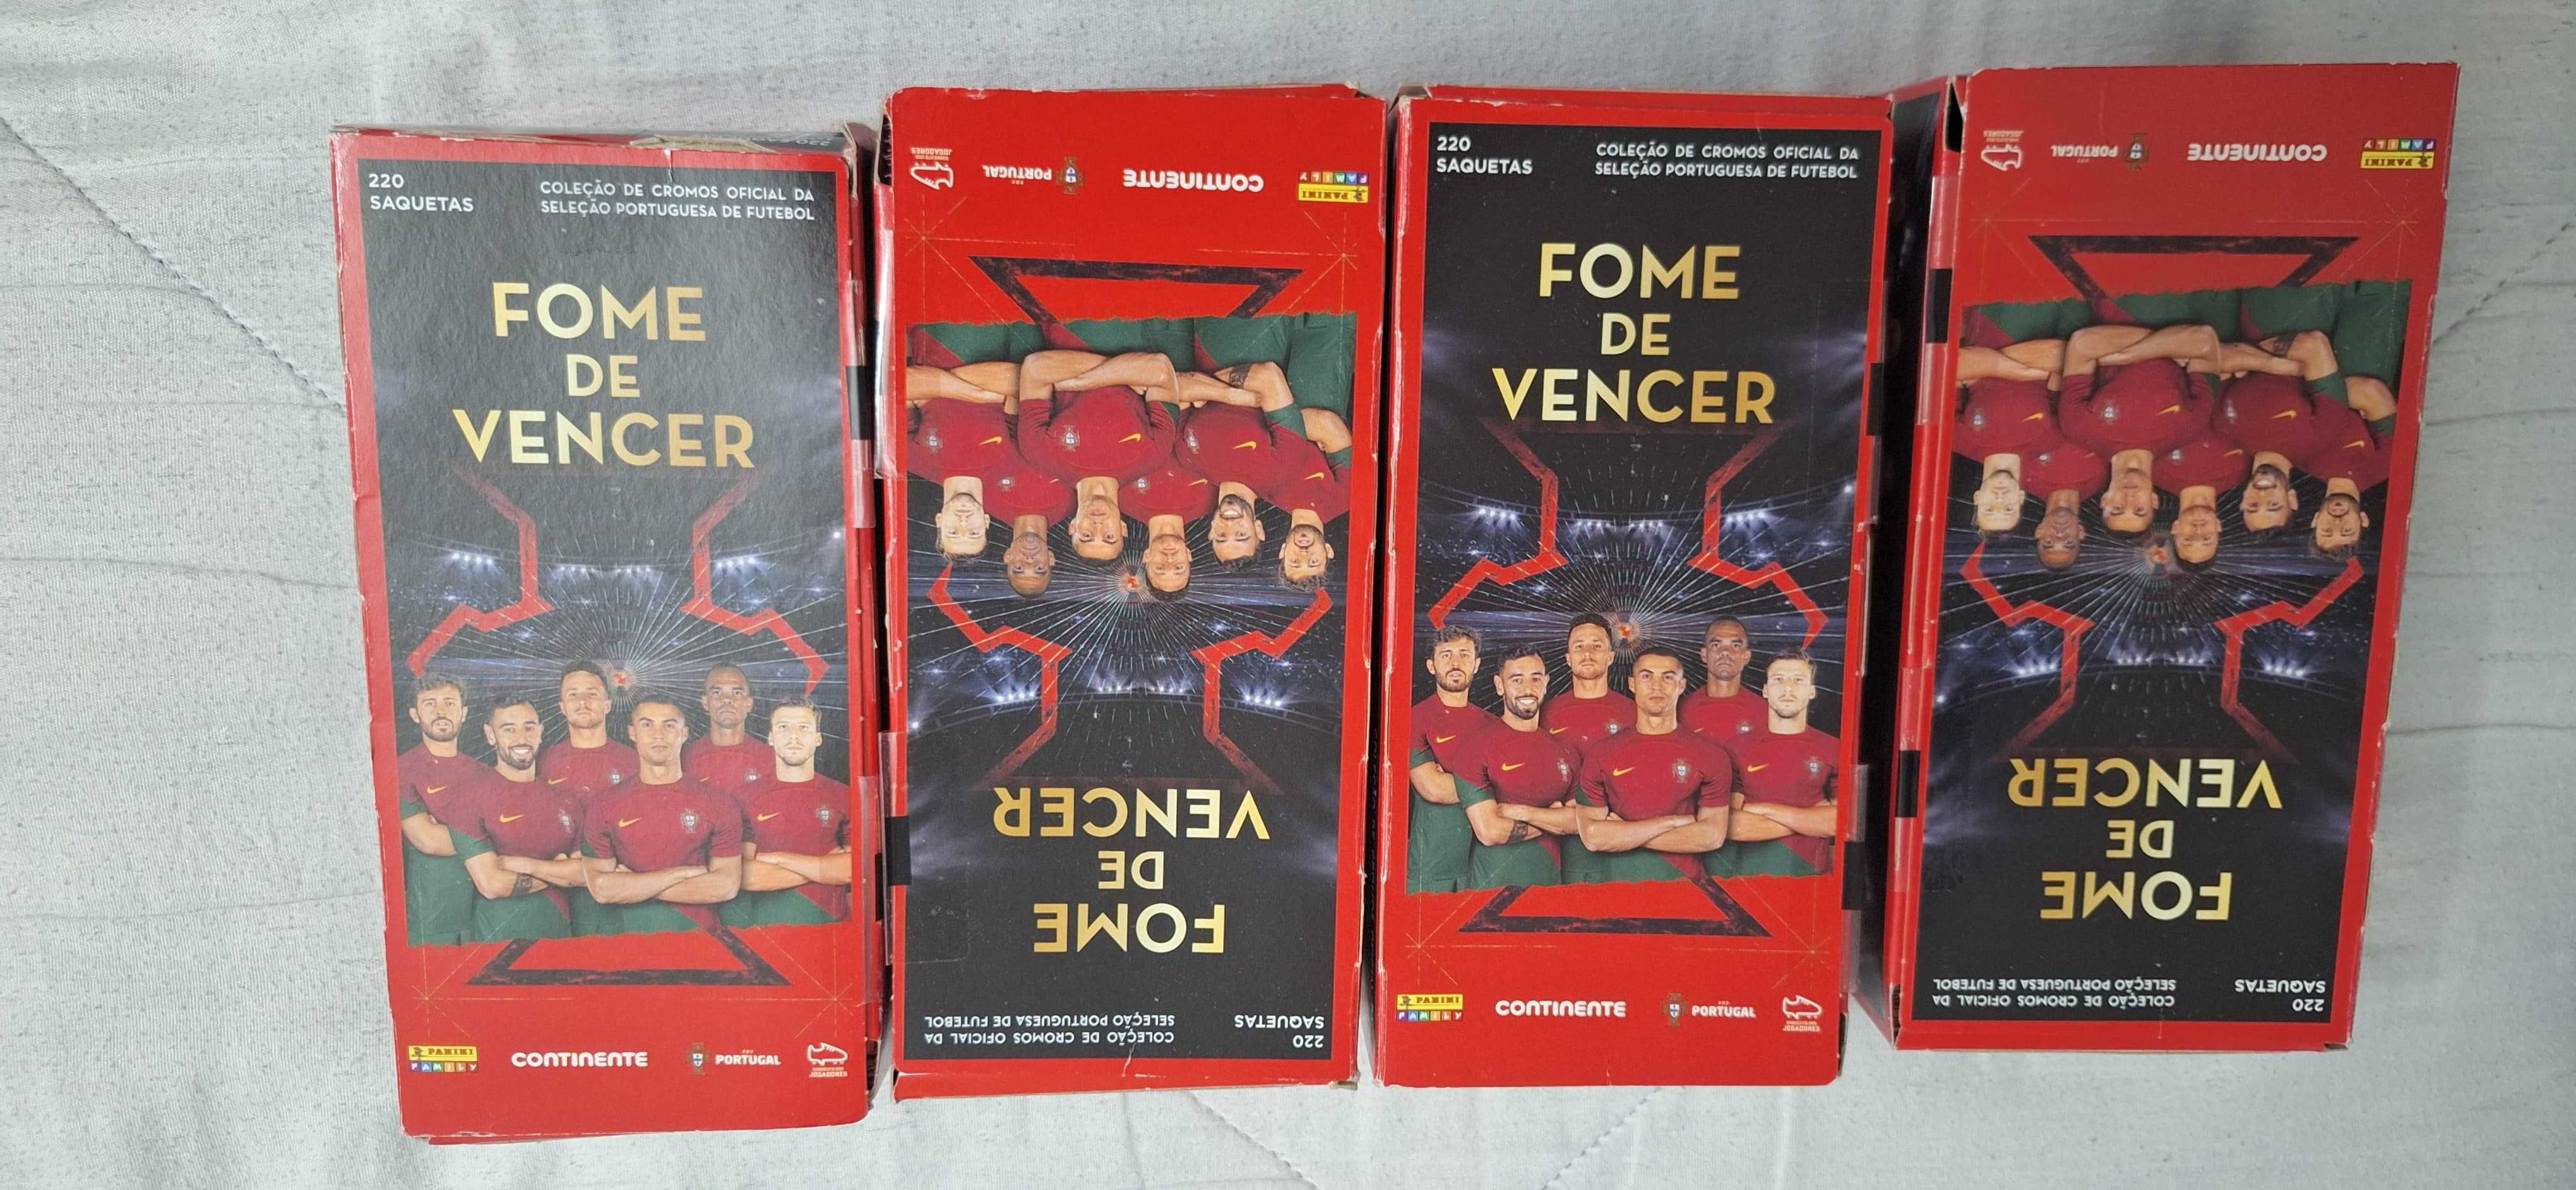 220
SAQUETAS
COLEÇÃO DE CROMOS OFICIAL DA
SELEÇÃO PORTUGUESA DE FUTEBOL
FOME
DE
VENCER
PANINI
FAMILY
CONTINENTE
PORTUGAL
JOGADORES
220
SAQUETAS
COLEÇÃO DE CROMOS OFICIAL DA
SELEÇÃO PORTUGUESA DE FUTEBOL
FOME
DE
VENCER
PANINI
FAMILY
CONTINENTE
PORTUGAL
JOGADORES
220
SAQUETAS
COLEÇÃO DE CROMOS OFICIAL DA
SELEÇÃO PORTUGUESA DE FUTEBOL
FOME
DE
VENCER
PANINI
FAMILY
CONTINENTE
PORTUGAL
JOGADORES
220
SAQUETAS
COLEÇÃO DE CROMOS OFICIAL DA
SELEÇÃO PORTUGUESA DE FUTEBOL
FOME
DE
VENCER
PANINI
FAMILY
CONTINENTE
PORTUGAL
JOGADORES